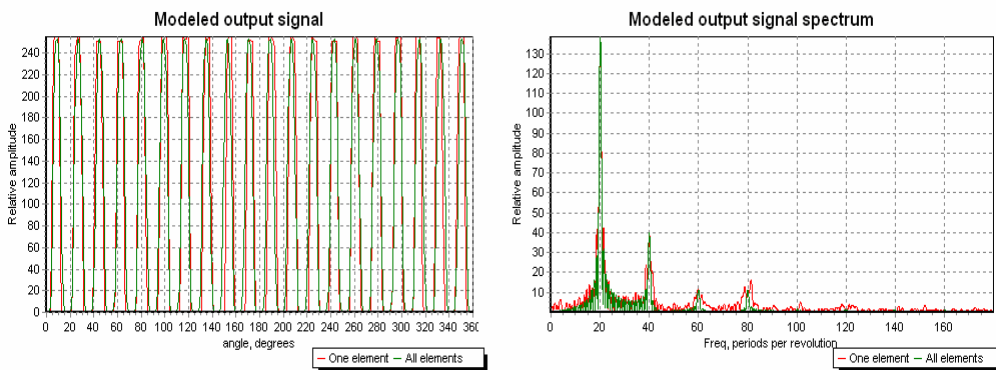 Modeled output signal
Relative amplitude
240
220
200
180
160
140
120
100
80
60
40
20
0
0 20 40 60 80 100 120 140 160 180 200 220 240 260 280 300 320 340 360
angle, degrees
One element All elements
Modeled output signal spectrum
Relative amplitude
130
120
110
100
90
80
70
60
50
40
30
20
10
0 20 40 60 80 100 120 140 160
Freq, periods per revolution
One element All elements